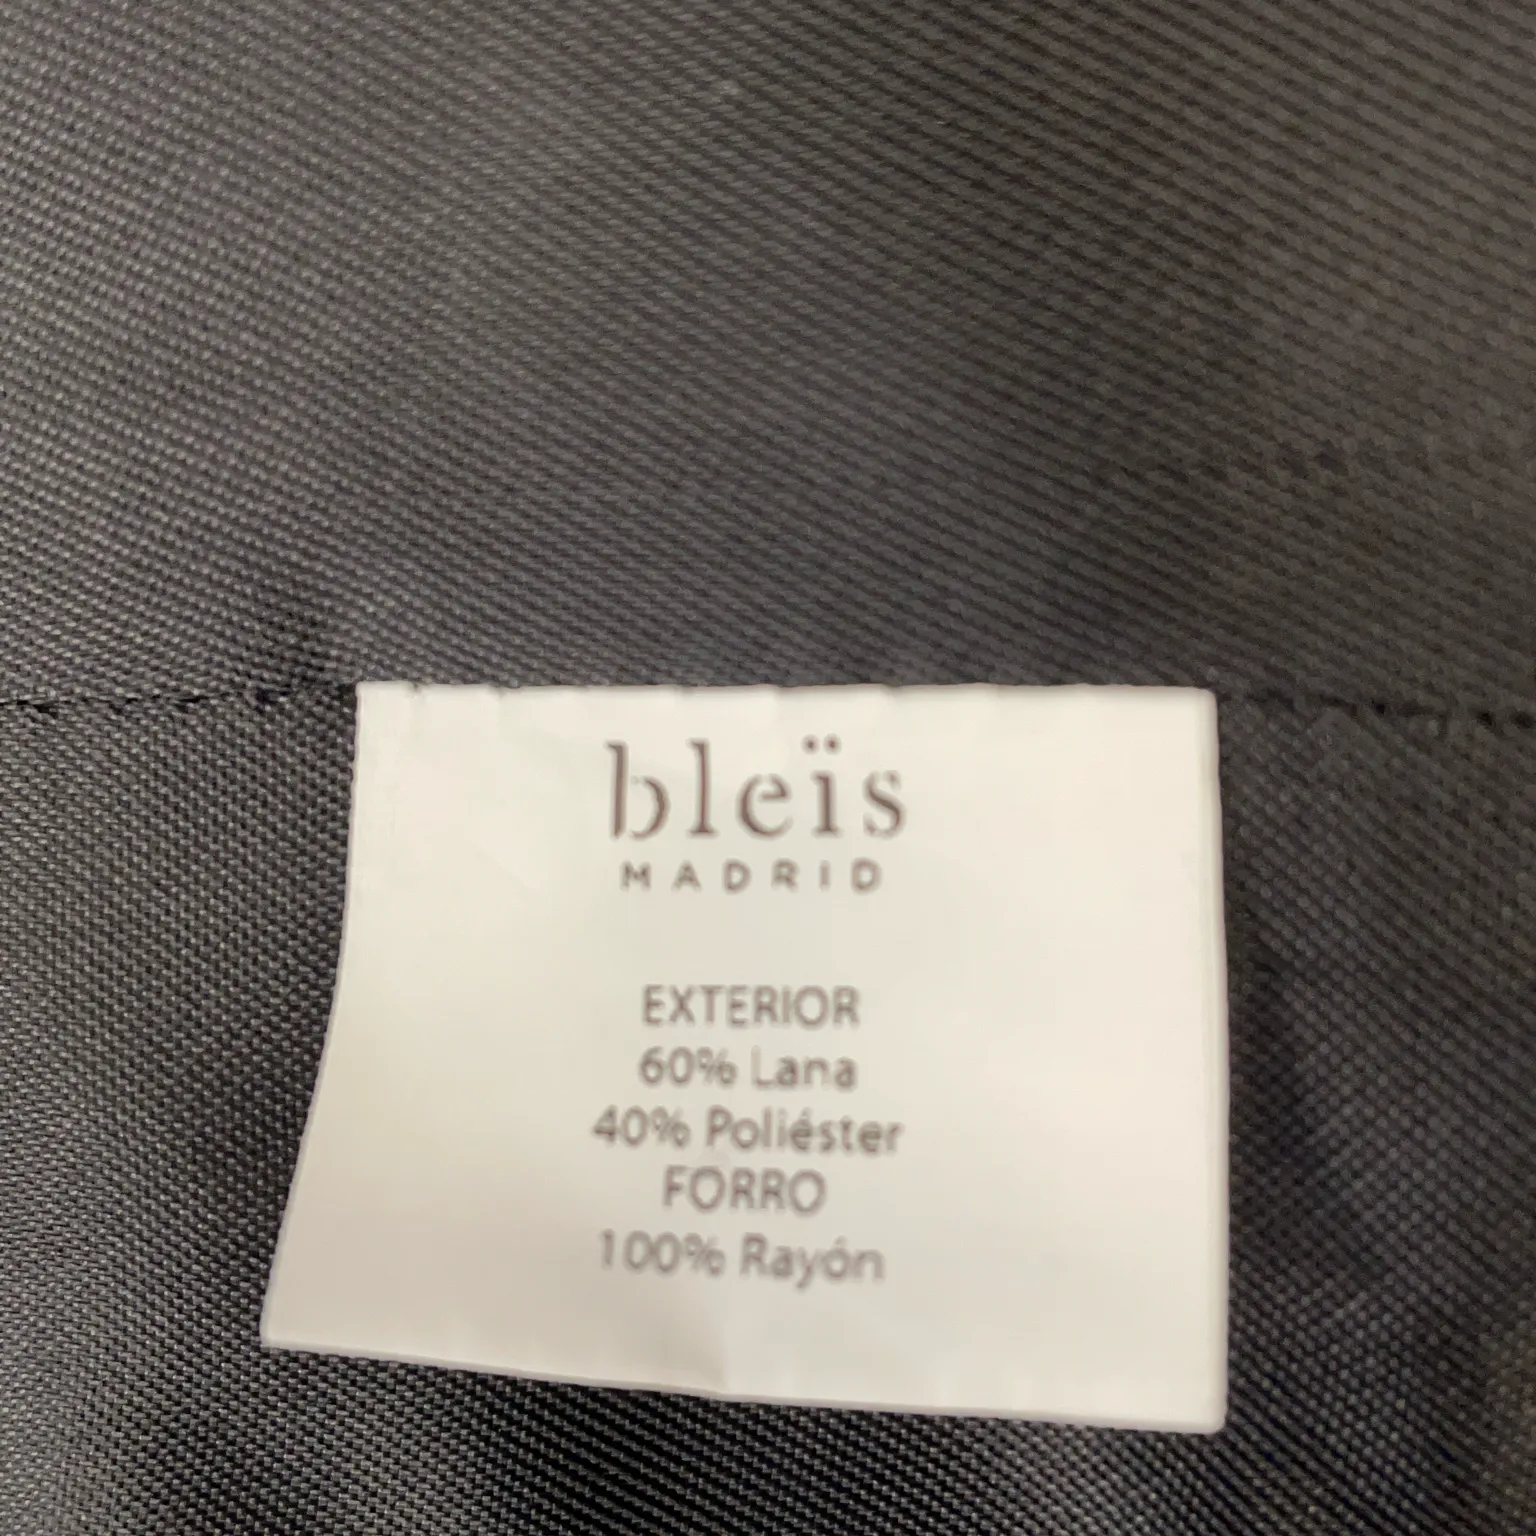 bleïs
MADRID
EXTERIOR
60% Lana
40% Poliéster
FORRO
100% Rayón